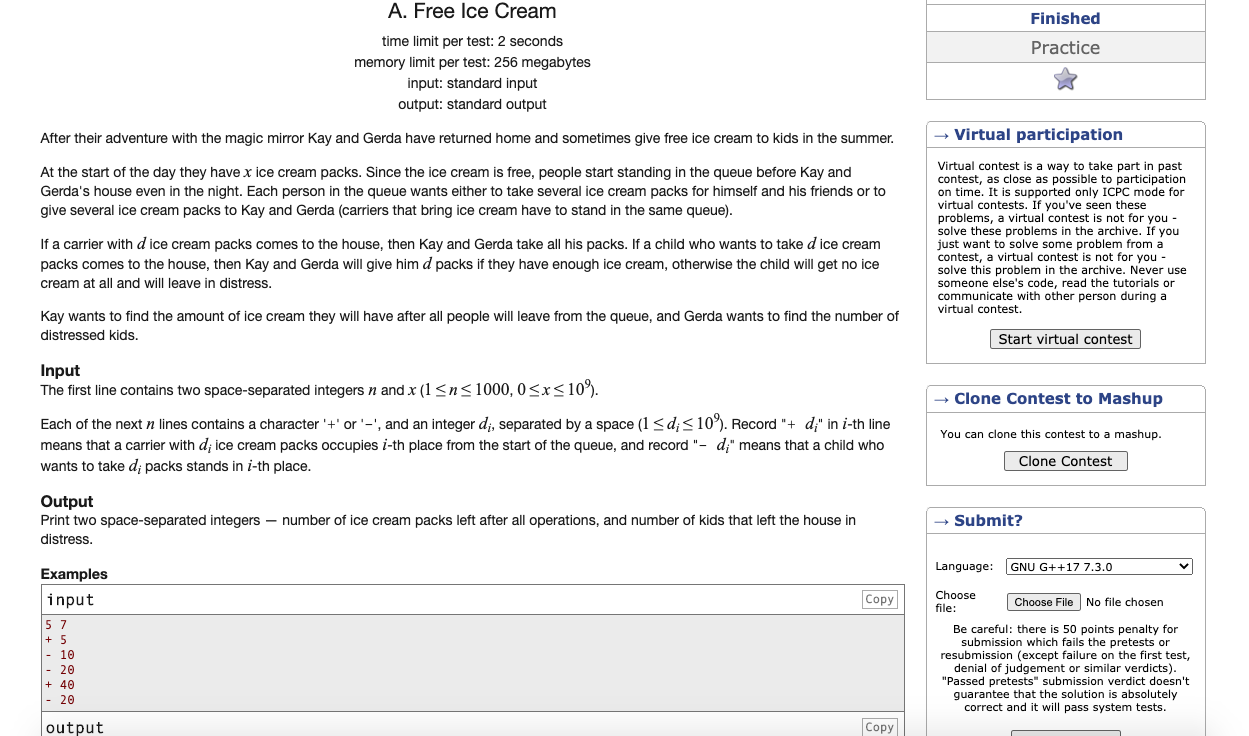 A. Free Ice Cream
time limit per test: 2 seconds
memory limit per test: 256 megabytes
input: standard input
output: standard output
After their adventure with the magic mirror Kay and Gerda have returned home and sometimes give free ice cream to kids in the summer.
At the start of the day they have x ice cream packs. Since the ice cream is free, people start standing in the queue before Kay and
Gerda's house even in the night. Each person in the queue wants either to take several ice cream packs for himself and his friends or to
give several ice cream packs to Kay and Gerda (carriers that bring ice cream have to stand in the same queue).
If a carrier with d ice cream packs comes to the house, then Kay and Gerda take all his packs. If a child who wants to take d ice cream
packs comes to the house, then Kay and Gerda will give him d packs if they have enough ice cream, otherwise the child will get no ice
cream at all and will leave in distress.
Kay wants to find the amount of ice cream they will have after all people will leave from the queue, and Gerda wants to find the number of
distressed kids.
Input
The first line contains two space-separated integers n and x (1 ≤ n ≤ 1000, 0 ≤ x ≤ 10⁹).
Each of the next n lines contains a character '+' or '−', and an integer dᵢ, separated by a space (1 ≤ dᵢ ≤ 10⁹). Record "+ dᵢ" in i-th line
means that a carrier with dᵢ ice cream packs occupies i-th place from the start of the queue, and record "− dᵢ" means that a child who
wants to take dᵢ packs stands in i-th place.
Output
Print two space-separated integers — number of ice cream packs left after all operations, and number of kids that left the house in
distress.
Examples
input Copy
5 7
+ 5
- 10
- 20
+ 40
- 20
output Copy
Finished
Practice
→ Virtual participation
Virtual contest is a way to take part in past
contest, as close as possible to participation
on time. It is supported only ICPC mode for
virtual contests. If you've seen these
problems, a virtual contest is not for you -
solve these problems in the archive. If you
just want to solve some problem from a
contest, a virtual contest is not for you -
solve this problem in the archive. Never use
someone else's code, read the tutorials or
communicate with other person during a
virtual contest.
Start virtual contest
→ Clone Contest to Mashup
You can clone this contest to a mashup.
Clone Contest
→ Submit?
Language: GNU G++17 7.3.0
Choose
file: Choose File No file chosen
Be careful: there is 50 points penalty for
submission which fails the pretests or
resubmission (except failure on the first test,
denial of judgement or similar verdicts).
"Passed pretests" submission verdict doesn't
guarantee that the solution is absolutely
correct and it will pass system tests.